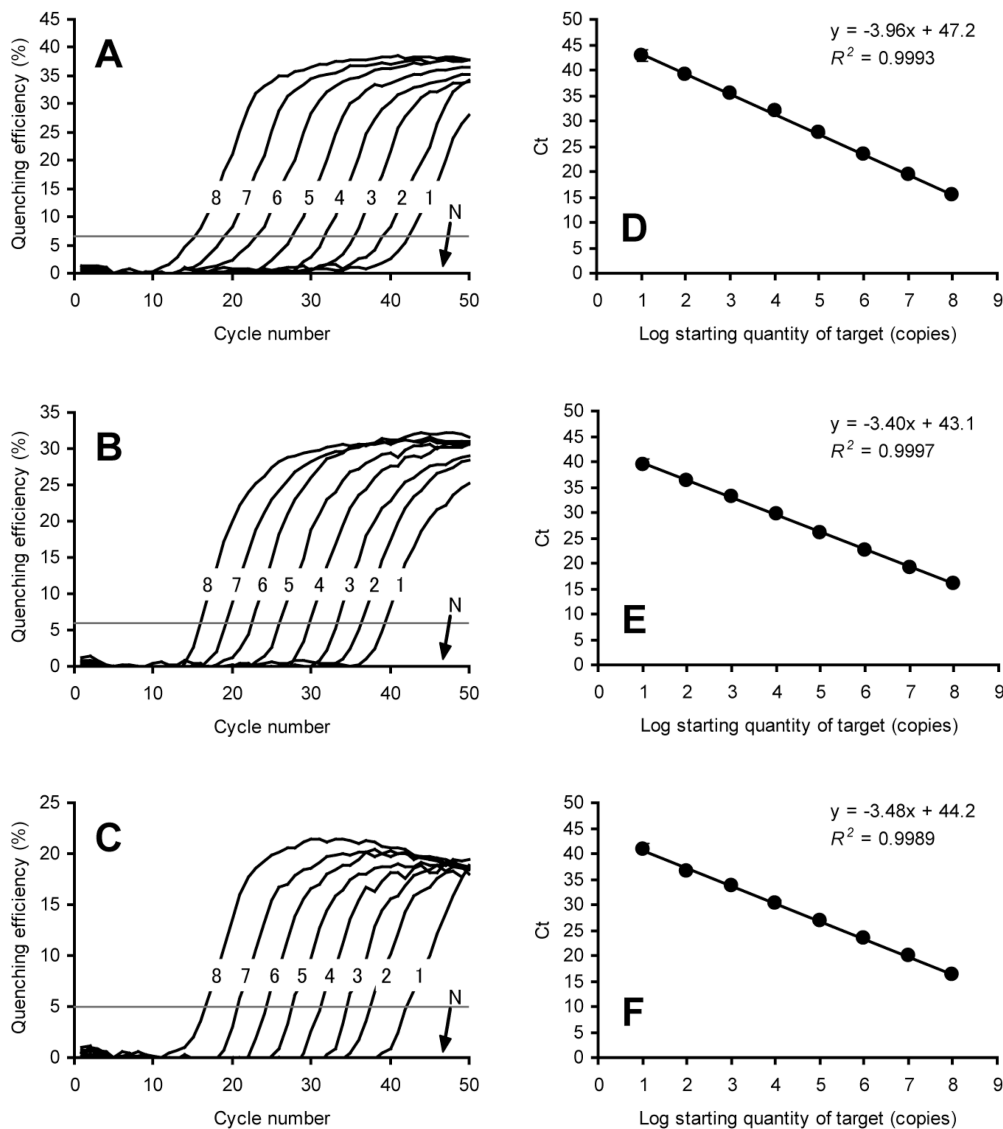 A
Quenching efficiency (%)
45
40
35
30
25
20
15
10
5
0
8 7 6 5 4 3 2 1
N
0 10 20 30 40 50
Cycle number
D
y = -3.96x + 47.2
R² = 0.9993
Ct
50
45
40
35
30
25
20
15
10
5
0
0 1 2 3 4 5 6 7 8 9
Log starting quantity of target (copies)
B
Quenching efficiency (%)
35
30
25
20
15
10
5
0
8 7 6 5 4 3 2 1
N
0 10 20 30 40 50
Cycle number
E
y = -3.40x + 43.1
R² = 0.9997
Ct
50
45
40
35
30
25
20
15
10
5
0
0 1 2 3 4 5 6 7 8 9
Log starting quantity of target (copies)
C
Quenching efficiency (%)
25
20
15
10
5
0
8 7 6 5 4 3 2 1
N
0 10 20 30 40 50
Cycle number
F
y = -3.48x + 44.2
R² = 0.9989
Ct
50
45
40
35
30
25
20
15
10
5
0
0 1 2 3 4 5 6 7 8 9
Log starting quantity of target (copies)